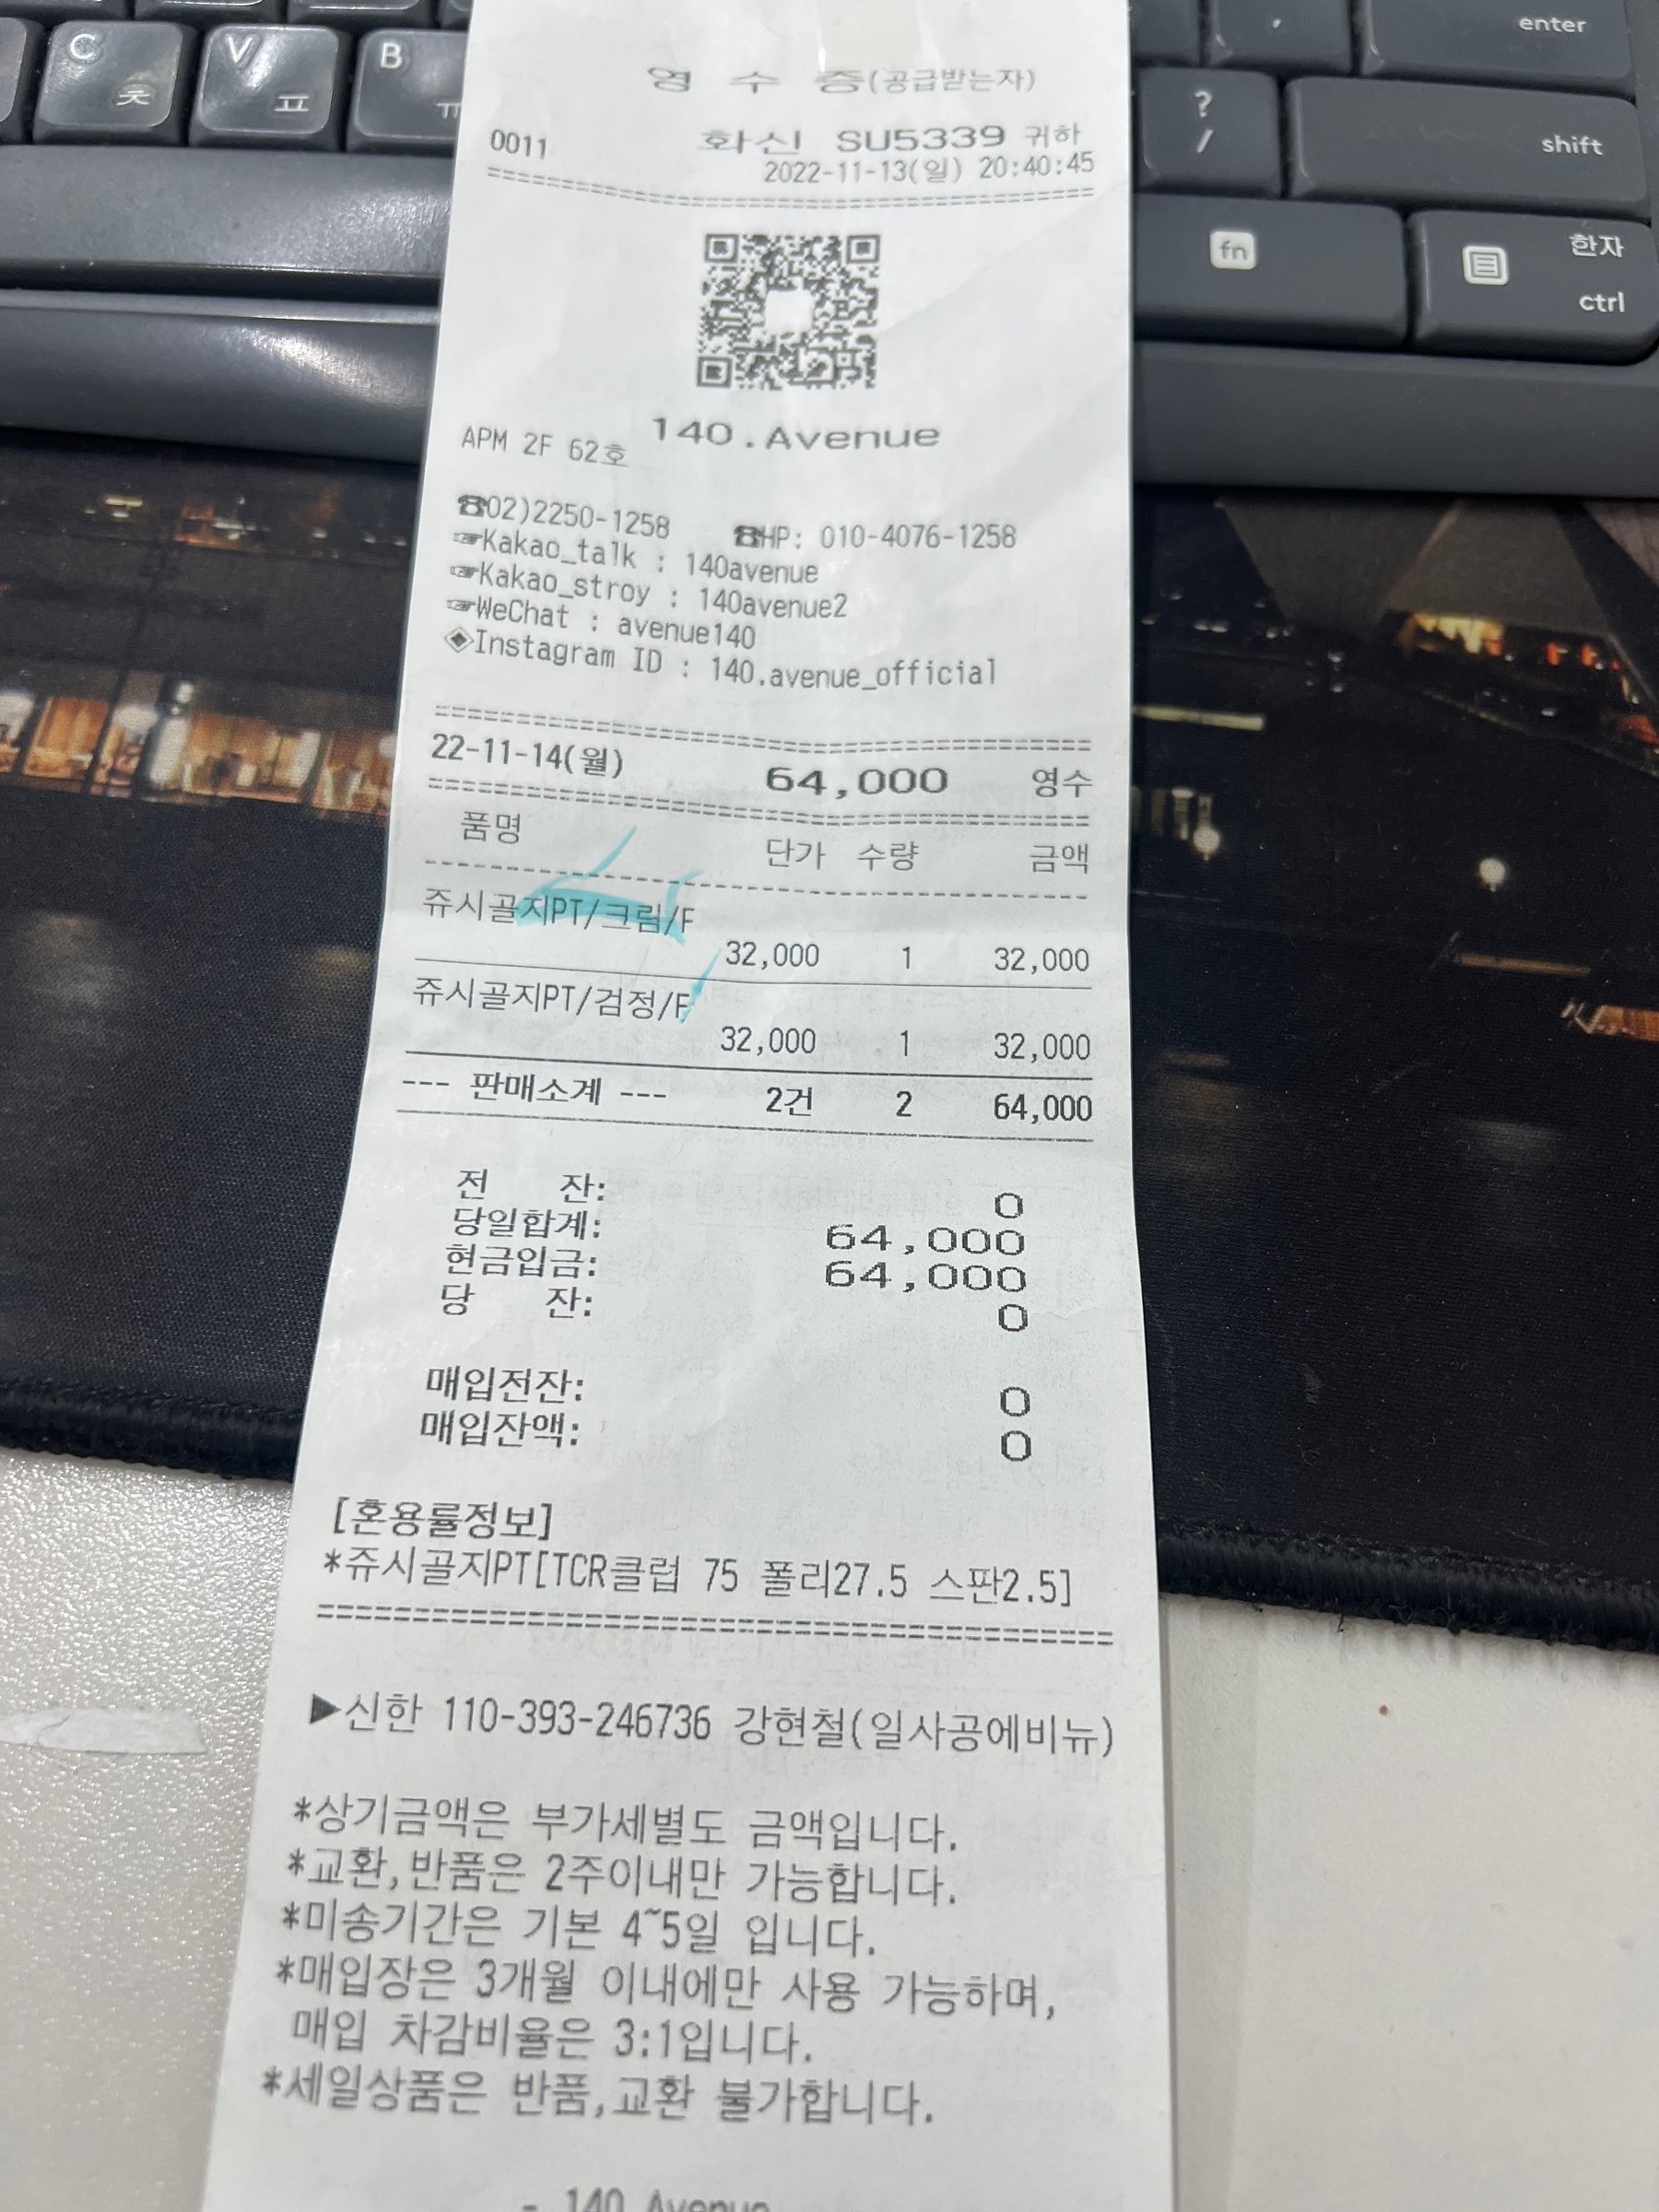 C
ㅊ
V
ㅍ
B
ㅠ
,
enter
?
/
shift
fn
한자
ctrl
영 수 증(공급받는자)
0011 화신 SU5339 귀하
2022-11-13(일) 20:40:45
140.Avenue
APM 2F 62호
☎02)2250-1258 ☎HP: 010-4076-1258
☞Kakao_talk : 140avenue
☞Kakao_stroy : 140avenue2
☞WeChat : avenue140
◈Instagram ID : 140.avenue_official
22-11-14(월) 64,000 영수
품명 단가 수량 금액
쥬시골지PT/크림/F
32,000 1 32,000
쥬시골지PT/검정/F
32,000 1 32,000
--- 판매소계 --- 2건 2 64,000
전 잔: 0
당일합계: 64,000
현금입금: 64,000
당 잔: 0
매입전잔: 0
매입잔액: 0
[혼용률정보]
*쥬시골지PT[TCR클럽 75 폴리27.5 스판2.5]
▶신한 110-393-246736 강현철(일사공에비뉴)
*상기금액은 부가세별도 금액입니다.
*교환,반품은 2주이내만 가능합니다.
*미송기간은 기본 4~5일 입니다.
*매입장은 3개월 이내에만 사용 가능하며,
매입 차감비율은 3:1입니다.
*세일상품은 반품,교환 불가합니다.
- 140 Avenue